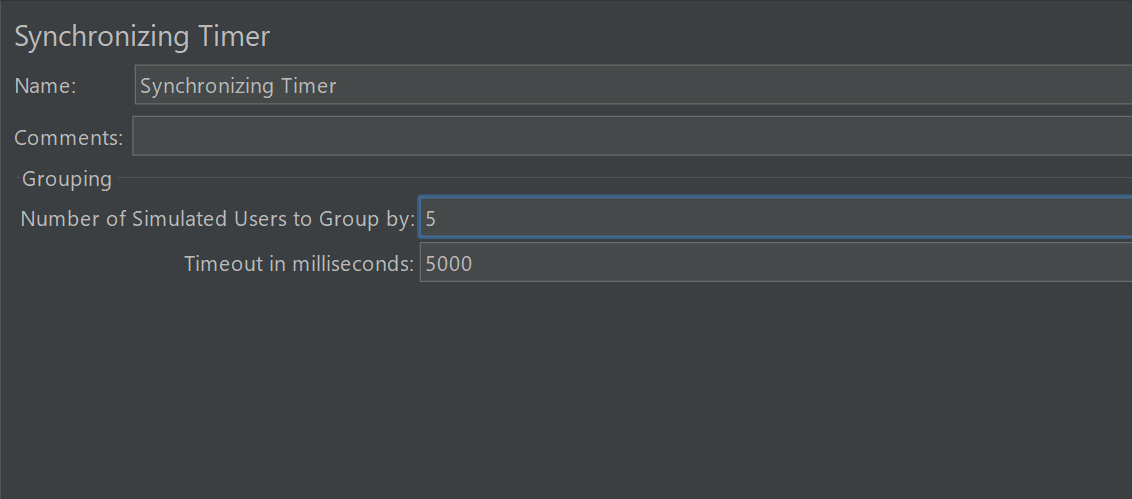 Synchronizing Timer
Name: Synchronizing Timer
Comments:
Grouping
Number of Simulated Users to Group by: 5
Timeout in milliseconds: 5000